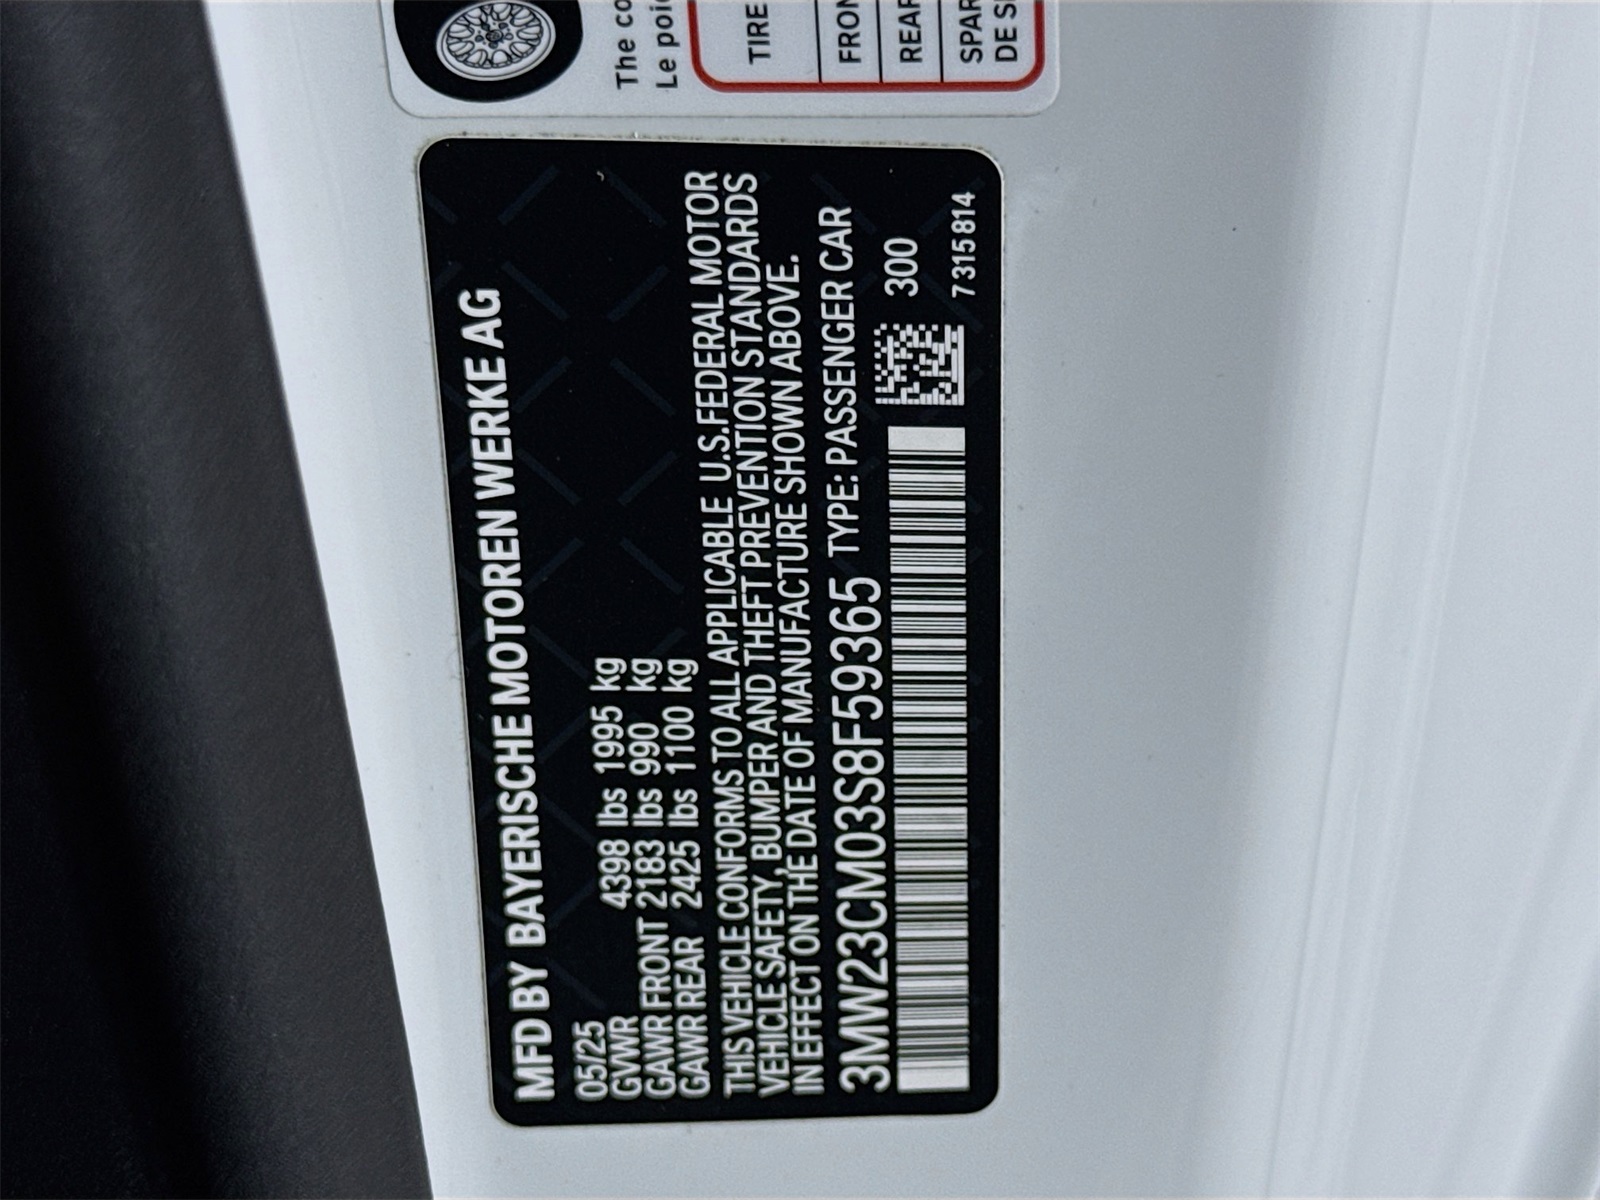 MFD BY BAYERISCHE MOTOREN WERKE AG
05/25
GVWR 4398 lbs 1995 kg
GAWR FRONT 2183 lbs 990 kg
GAWR REAR 2425 lbs 1100 kg
THIS VEHICLE CONFORMS TO ALL APPLICABLE U.S.FEDERAL MOTOR
VEHICLE SAFETY, BUMPER AND THEFT PREVENTION STANDARDS
IN EFFECT ON THE DATE OF MANUFACTURE SHOWN ABOVE.
3MW23CM03S8F59365 TYPE: PASSENGER CAR
300
7 315 814
The co
Le poi
TIRE
FRON
REAR
SPAR
DE S